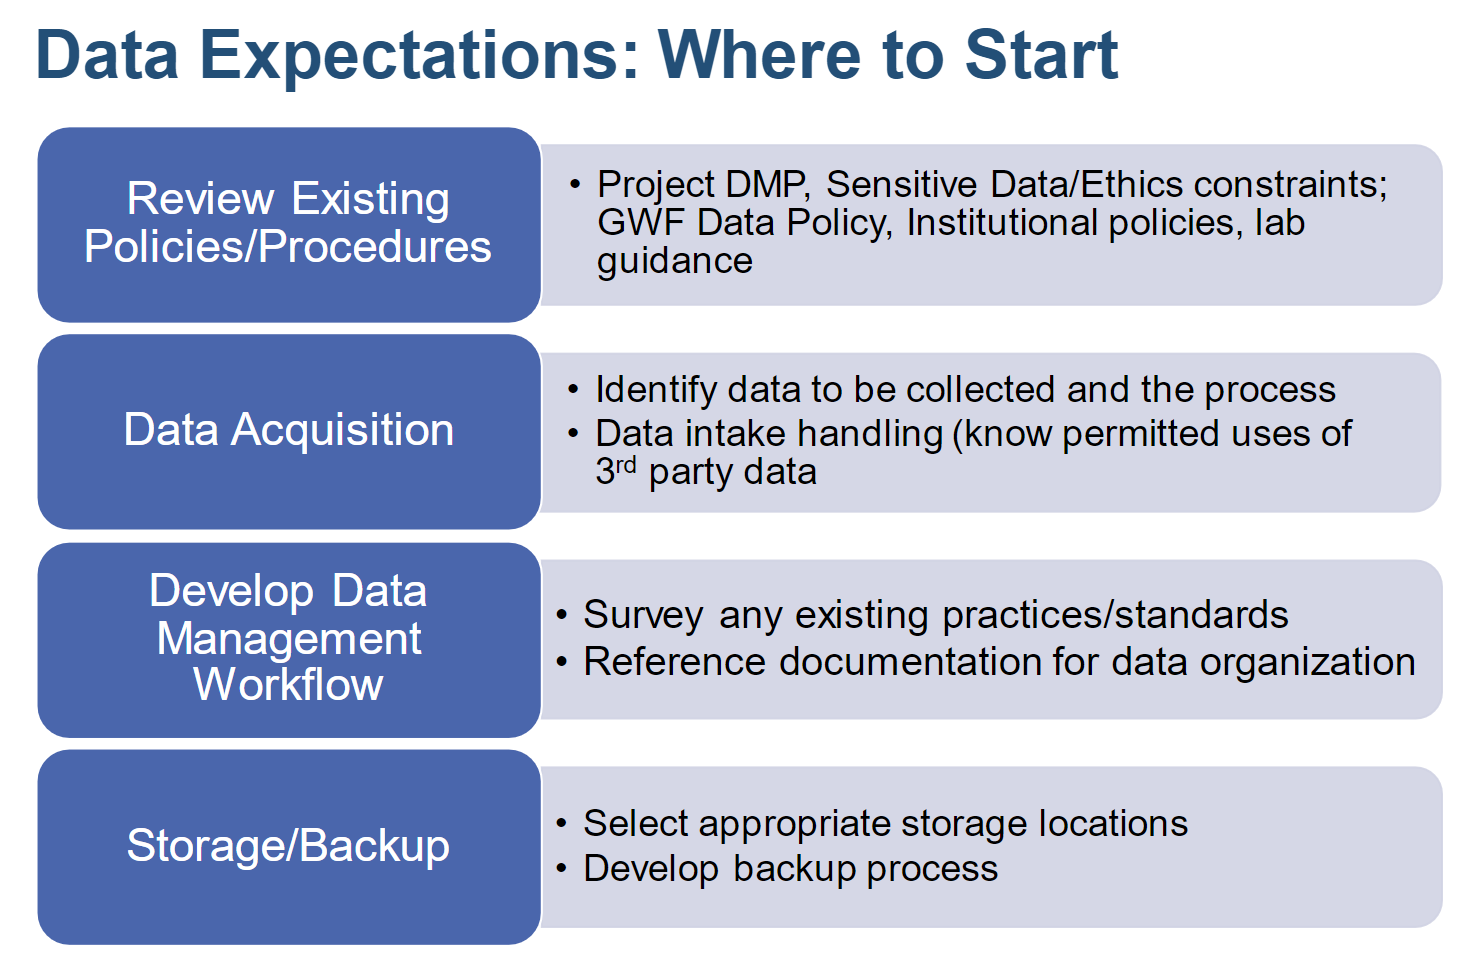 Data Expectations: Where to Start
Review Existing
Policies/Procedures
• Project DMP, Sensitive Data/Ethics constraints;
GWF Data Policy, Institutional policies, lab
guidance
Data Acquisition
• Identify data to be collected and the process
• Data intake handling (know permitted uses of
3rd party data
Develop Data
Management
Workflow
• Survey any existing practices/standards
• Reference documentation for data organization
Storage/Backup
• Select appropriate storage locations
• Develop backup process